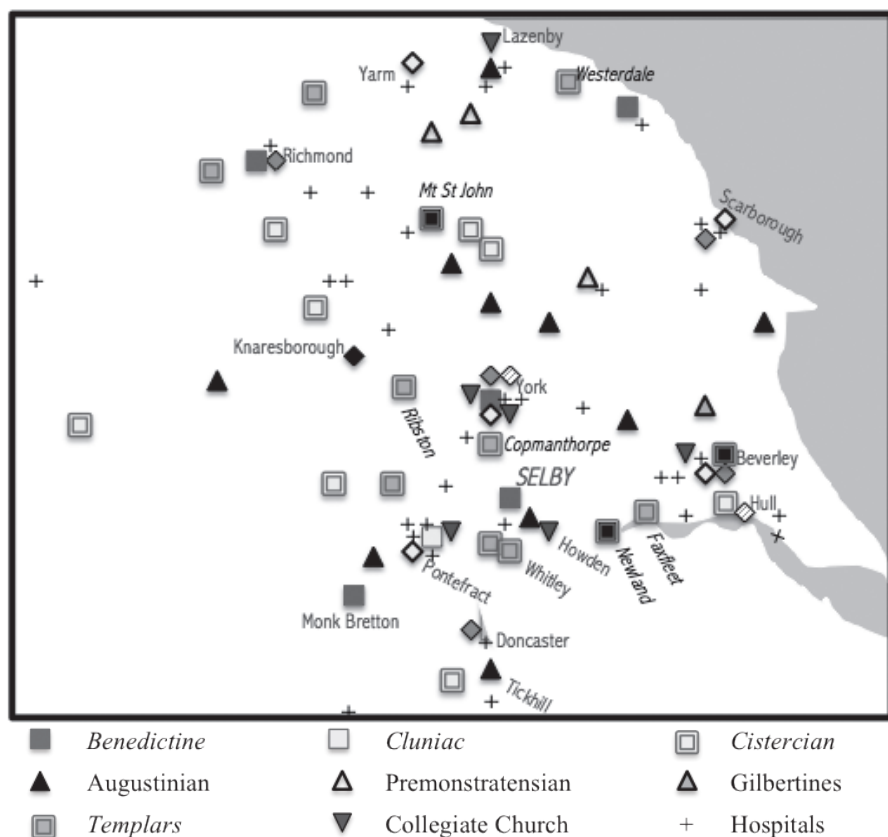 Lazenby
Yarm
Westerdale
Richmond
Mt St John
Scarborough
Knaresborough
York
Ribston
Copmanthorpe
Beverley
SELBY
Hull
Howden
Newland
Faxfleet
Whitley
Pontefract
Monk Bretton
Doncaster
Tickhill
Benedictine Cluniac Cistercian
Augustinian Premonstratensian Gilbertines
Templars Collegiate Church Hospitals